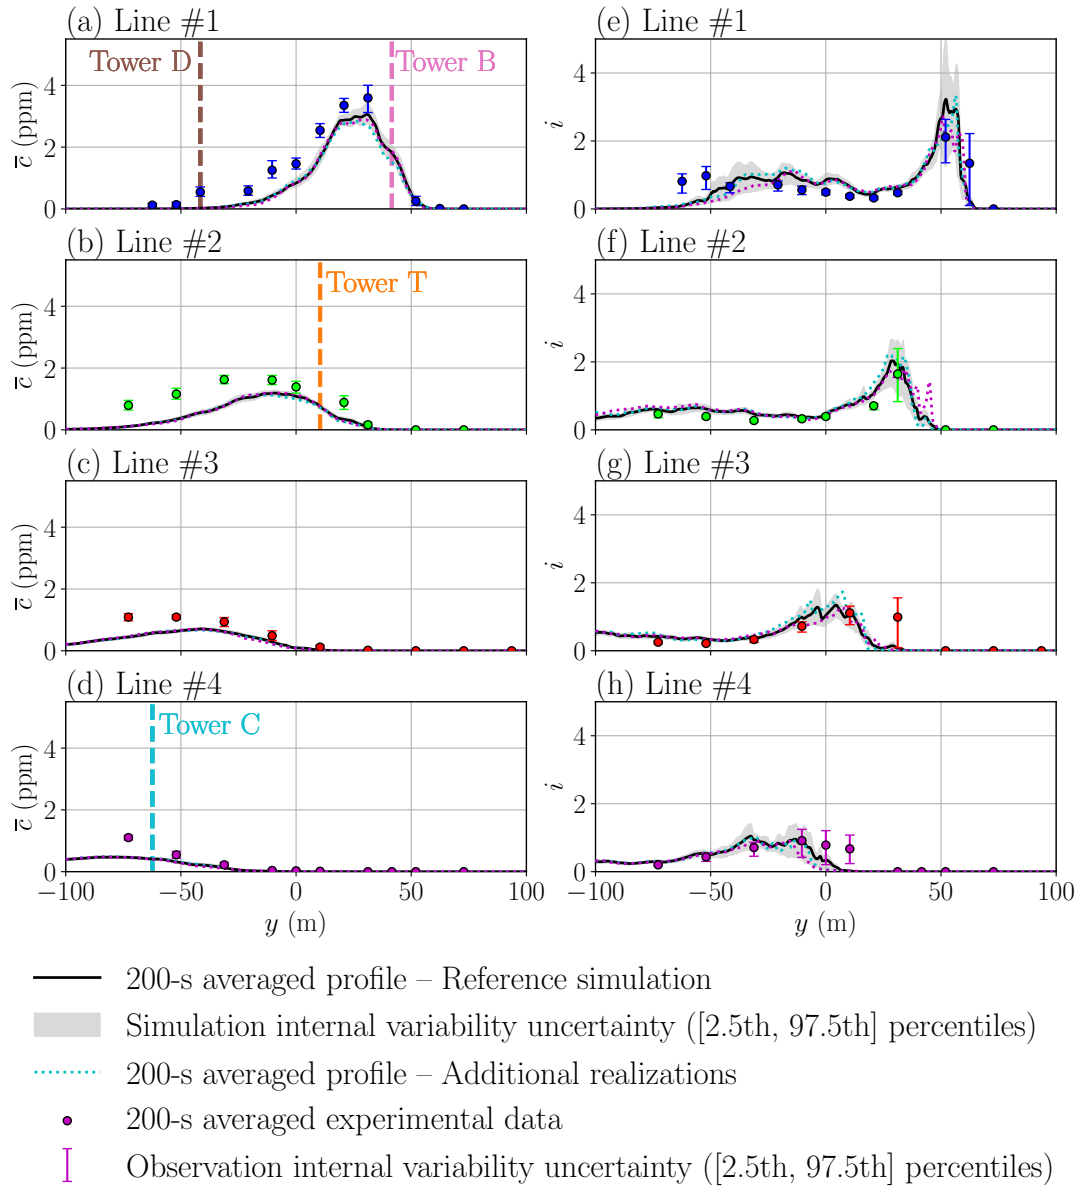 (a) Line #1
Tower D
Tower B
c̅ (ppm)
4
2
0
(e) Line #1
i
4
2
0
(b) Line #2
Tower T
c̅ (ppm)
4
2
0
(f) Line #2
i
4
2
0
(c) Line #3
c̅ (ppm)
4
2
0
(g) Line #3
i
4
2
0
(d) Line #4
Tower C
c̅ (ppm)
4
2
0
−100 −50 0 50 100
y (m)
(h) Line #4
i
4
2
0
−100 −50 0 50 100
y (m)
200-s averaged profile – Reference simulation
Simulation internal variability uncertainty ([2.5th, 97.5th] percentiles)
200-s averaged profile – Additional realizations
200-s averaged experimental data
Observation internal variability uncertainty ([2.5th, 97.5th] percentiles)